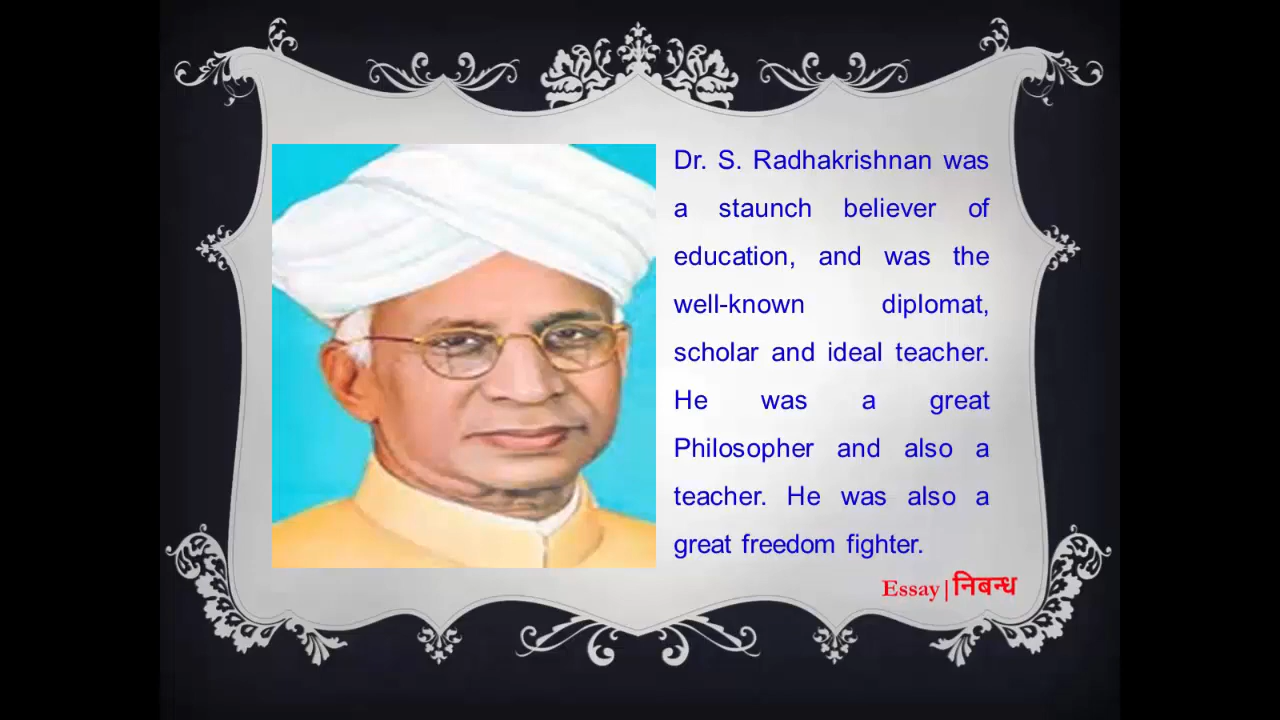 Dr. S. Radhakrishnan was
a staunch believer of
education, and was the
well-known diplomat,
scholar and ideal teacher.
He was a great
Philosopher and also a
teacher. He was also a
great freedom fighter.
Essay|निबन्ध